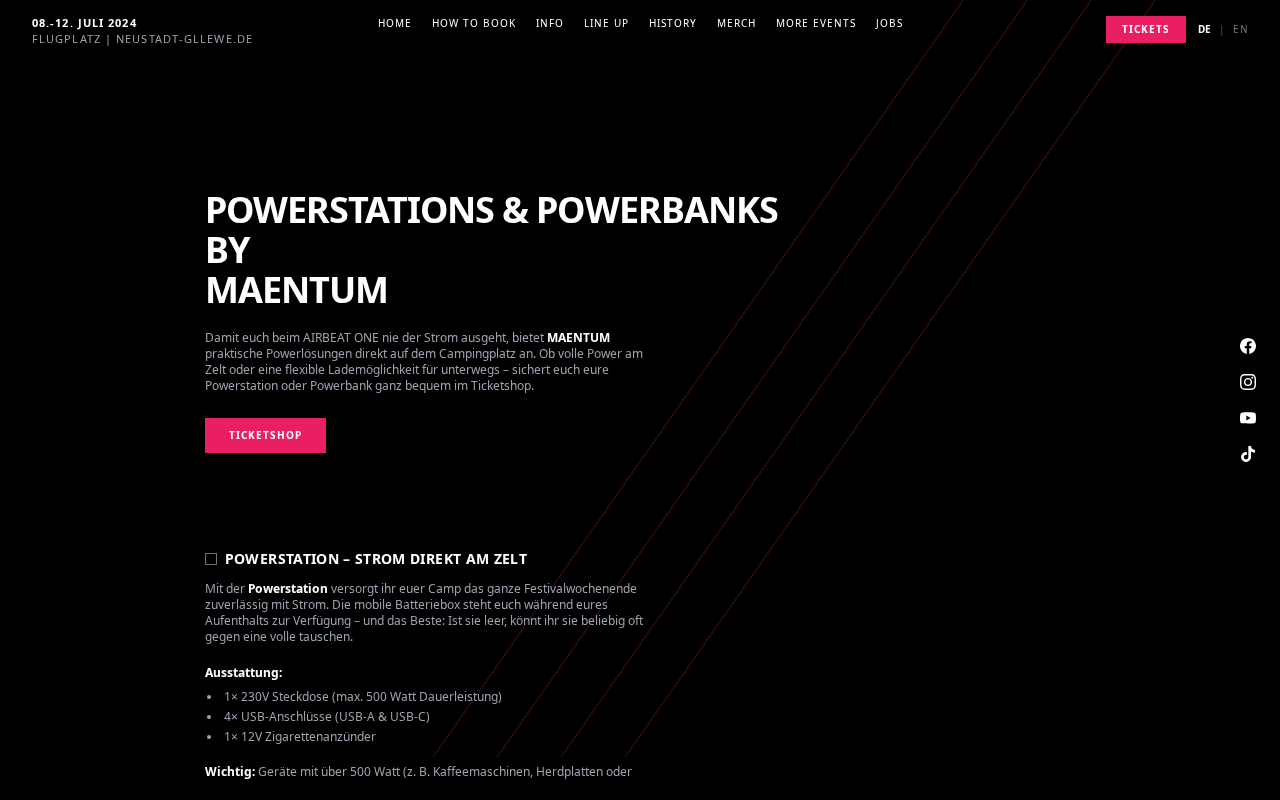 08.-12. JULI 2024
FLUGPLATZ | NEUSTADT-GLLEWE.DE
HOME HOW TO BOOK INFO LINE UP HISTORY MERCH MORE EVENTS JOBS
TICKETS DE | EN
POWERSTATIONS & POWERBANKS
BY
MAENTUM
Damit euch beim AIRBEAT ONE nie der Strom ausgeht, bietet MAENTUM
praktische Powerlösungen direkt auf dem Campingplatz an. Ob volle Power am
Zelt oder eine flexible Lademöglichkeit für unterwegs – sichert euch eure
Powerstation oder Powerbank ganz bequem im Ticketshop.
TICKETSHOP
POWERSTATION – STROM DIREKT AM ZELT
Mit der Powerstation versorgt ihr euer Camp das ganze Festivalwochenende
zuverlässig mit Strom. Die mobile Batteriebox steht euch während eures
Aufenthalts zur Verfügung – und das Beste: Ist sie leer, könnt ihr sie beliebig oft
gegen eine volle tauschen.
Ausstattung:
• 1× 230V Steckdose (max. 500 Watt Dauerleistung)
• 4× USB-Anschlüsse (USB-A & USB-C)
• 1× 12V Zigarettenanzünder
Wichtig: Geräte mit über 500 Watt (z. B. Kaffeemaschinen, Herdplatten oder